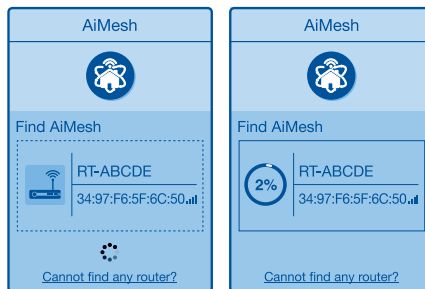 AiMesh
Find AiMesh
RT-ABCDE
34:97:F6:5F:6C:50
Cannot find any router?
AiMesh
Find AiMesh
2%
RT-ABCDE
34:97:F6:5F:6C:50
Cannot find any router?